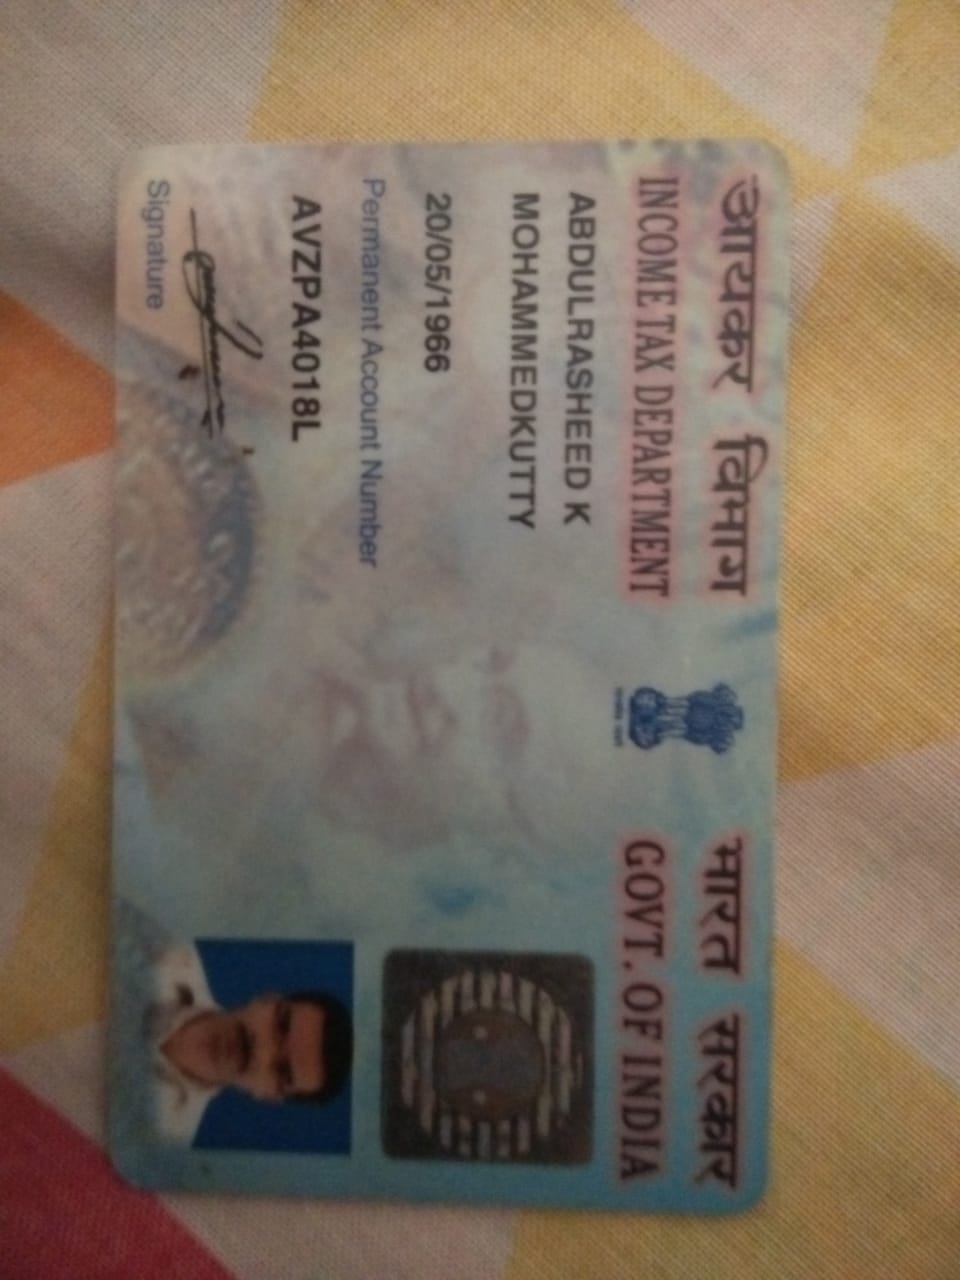 आयकर विभाग
INCOME TAX DEPARTMENT
भारत सरकार
GOVT. OF INDIA
ABDULRASHEED K
MOHAMMEDKUTTY
20/05/1966
Permanent Account Number
AVZPA4018L
Signature